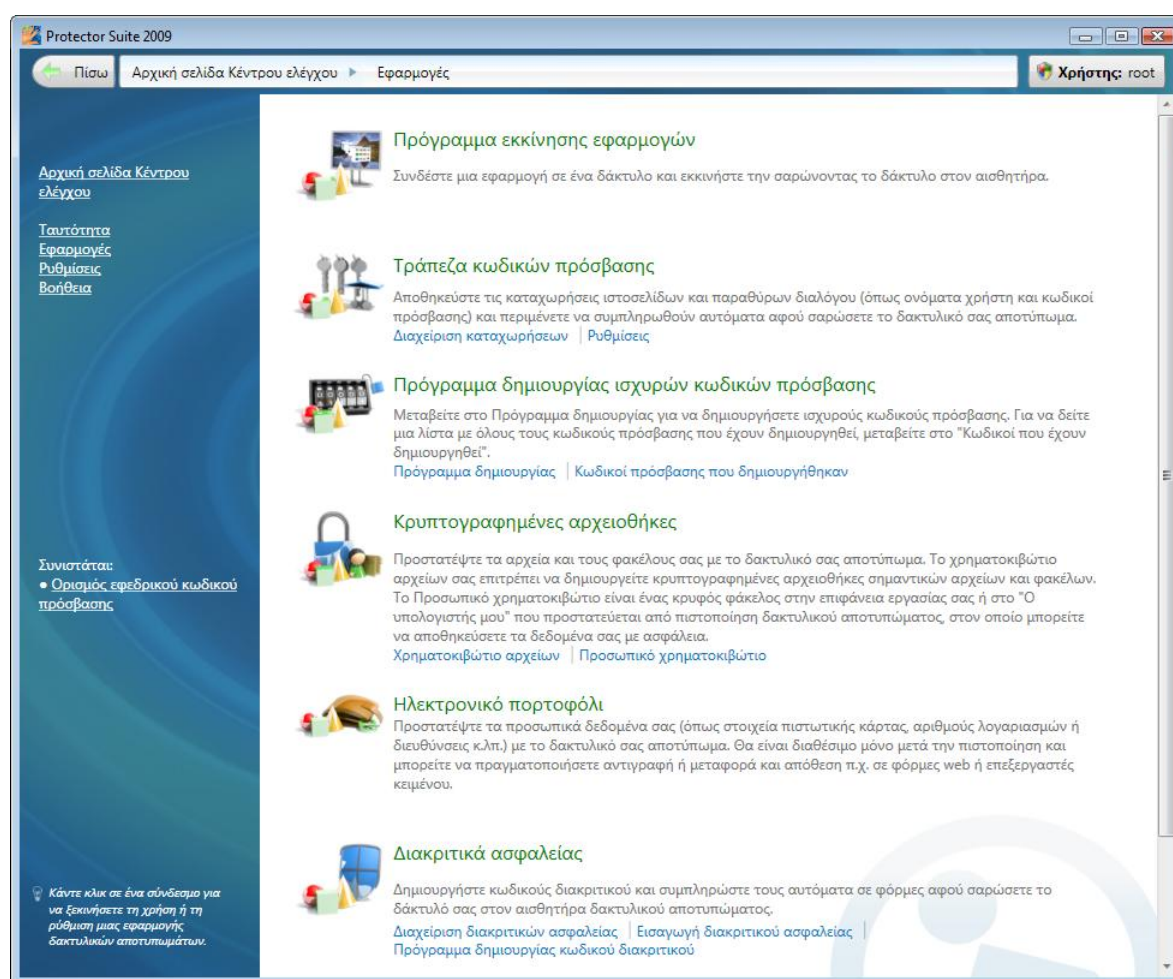 Protector Suite 2009
Πίσω
Αρχική σελίδα Κέντρου ελέγχου
Εφαρμογές
Χρήστης: root
Αρχική σελίδα Κέντρου
ελέγχου
Ταυτότητα
Εφαρμογές
Ρυθμίσεις
Βοήθεια
Συνιστάται:
● Ορισμός εφεδρικού κωδικού
πρόσβασης
Κάντε κλικ σε ένα σύνδεσμο για
να ξεκινήσετε τη χρήση ή τη
ρύθμιση μιας εφαρμογής
δακτυλικών αποτυπωμάτων.
Πρόγραμμα εκκίνησης εφαρμογών
Συνδέστε μια εφαρμογή σε ένα δάκτυλο και εκκινήστε την σαρώνοντας το δάκτυλο στον αισθητήρα.
Τράπεζα κωδικών πρόσβασης
Αποθηκεύστε τις καταχωρήσεις ιστοσελίδων και παραθύρων διαλόγου (όπως ονόματα χρήστη και κωδικοί
πρόσβασης) και περιμένετε να συμπληρωθούν αυτόματα αφού σαρώσετε το δακτυλικό σας αποτύπωμα.
Διαχείριση καταχωρήσεων | Ρυθμίσεις
Πρόγραμμα δημιουργίας ισχυρών κωδικών πρόσβασης
Μεταβείτε στο Πρόγραμμα δημιουργίας για να δημιουργήσετε ισχυρούς κωδικούς πρόσβασης. Για να δείτε
μια λίστα με όλους τους κωδικούς πρόσβασης που έχουν δημιουργηθεί, μεταβείτε στο "Κωδικοί που έχουν
δημιουργηθεί".
Πρόγραμμα δημιουργίας | Κωδικοί πρόσβασης που δημιουργήθηκαν
Κρυπτογραφημένες αρχειοθήκες
Προστατέψτε τα αρχεία και τους φακέλους σας με το δακτυλικό σας αποτύπωμα. Το χρηματοκιβώτιο
αρχείων σας επιτρέπει να δημιουργείτε κρυπτογραφημένες αρχειοθήκες σημαντικών αρχείων και φακέλων.
Το Προσωπικό χρηματοκιβώτιο είναι ένας κρυφός φάκελος στην επιφάνεια εργασίας σας ή στο "Ο
υπολογιστής μου" που προστατεύεται από πιστοποίηση δακτυλικού αποτυπώματος, στον οποίο μπορείτε
να αποθηκεύσετε τα δεδομένα σας με ασφάλεια.
Χρηματοκιβώτιο αρχείων | Προσωπικό χρηματοκιβώτιο
Ηλεκτρονικό πορτοφόλι
Προστατέψτε τα προσωπικά δεδομένα σας (όπως στοιχεία πιστωτικής κάρτας, αριθμούς λογαριασμών ή
διευθύνσεις κ.λπ.) με το δακτυλικό σας αποτύπωμα. Θα είναι διαθέσιμο μόνο μετά την πιστοποίηση και
μπορείτε να πραγματοποιήσετε αντιγραφή ή μεταφορά και απόθεση π.χ. σε φόρμες web ή επεξεργαστές
κειμένου.
Διακριτικά ασφαλείας
Δημιουργήστε κωδικούς διακριτικού και συμπληρώστε τους αυτόματα σε φόρμες αφού σαρώσετε το
δάκτυλό σας στον αισθητήρα δακτυλικού αποτυπώματος.
Διαχείριση διακριτικών ασφαλείας | Εισαγωγή διακριτικού ασφαλείας |
Πρόγραμμα δημιουργίας κωδικού διακριτικού